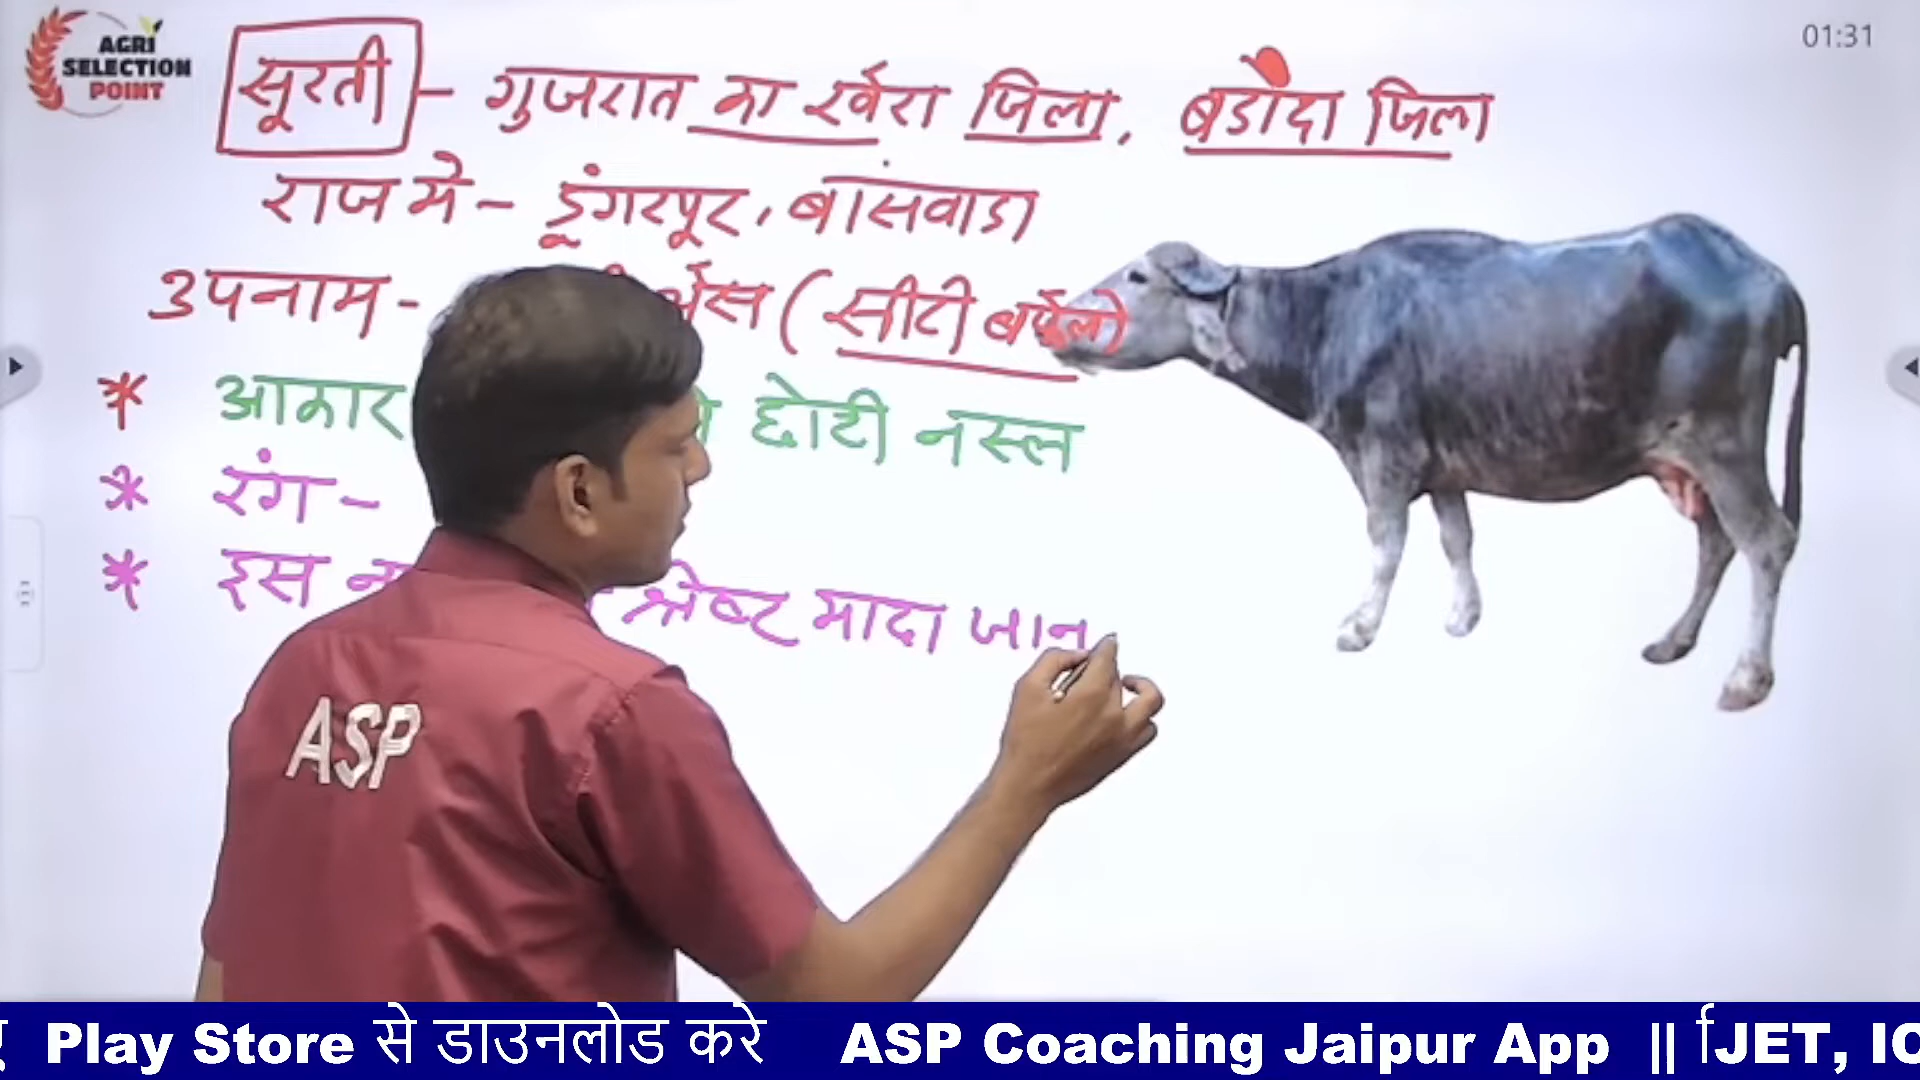 AGRI
SELECTION
POINT
01:31
सूरती - गुजरात का खेरा जिला, बडौदा जिला
राज मे - डूंगरपूर, बांसवाडा
उपनाम - भैंस ( सीटी बफेलो )
* आकार छोटी नस्ल
* रंग -
* इस श्रेष्ट मादा जान
ASP
Play Store से डाउनलोड करे ASP Coaching Jaipur App || JET, IC